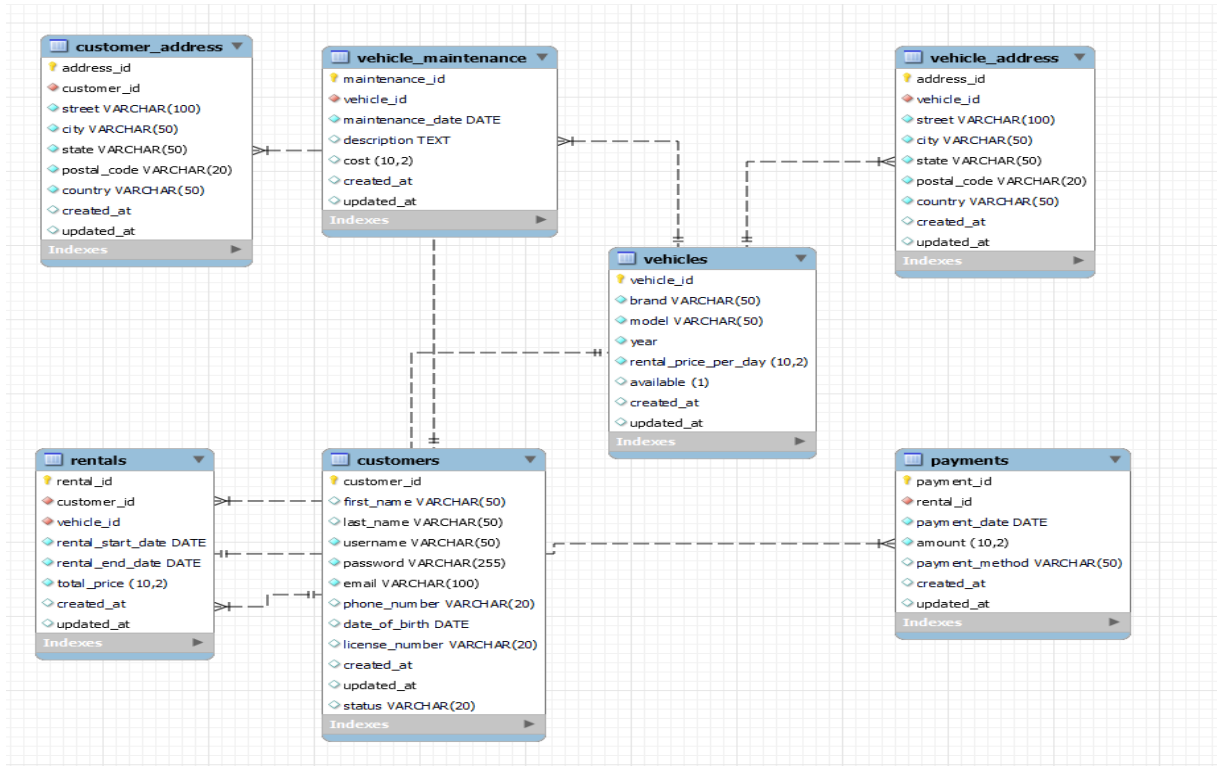 customer_address
address_id
customer_id
street VARCHAR(100)
city VARCHAR(50)
state VARCHAR(50)
postal_code VARCHAR(20)
country VARCHAR(50)
created_at
updated_at
Indexes
vehicle_maintenance
maintenance_id
vehicle_id
maintenance_date DATE
description TEXT
cost (10,2)
created_at
updated_at
Indexes
vehicle_address
address_id
vehicle_id
street VARCHAR(100)
city VARCHAR(50)
state VARCHAR(50)
postal_code VARCHAR(20)
country VARCHAR(50)
created_at
updated_at
Indexes
vehicles
vehicle_id
brand VARCHAR(50)
model VARCHAR(50)
year
rental_price_per_day (10,2)
available (1)
created_at
updated_at
Indexes
rentals
rental_id
customer_id
vehicle_id
rental_start_date DATE
rental_end_date DATE
total_price (10,2)
created_at
updated_at
Indexes
customers
customer_id
first_name VARCHAR(50)
last_name VARCHAR(50)
username VARCHAR(50)
password VARCHAR(255)
email VARCHAR(100)
phone_number VARCHAR(20)
date_of_birth DATE
license_number VARCHAR(20)
created_at
updated_at
status VARCHAR(20)
Indexes
payments
payment_id
rental_id
payment_date DATE
amount (10,2)
payment_method VARCHAR(50)
created_at
updated_at
Indexes